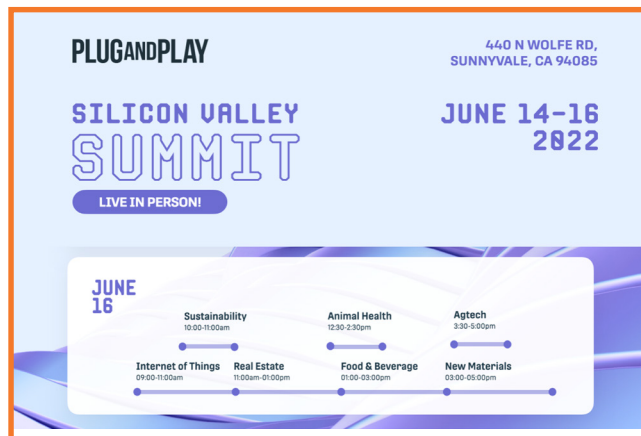 PLUGANDPLAY
440 N WOLFE RD,
SUNNYVALE, CA 94085
SILICON VALLEY
SUMMIT
LIVE IN PERSON!
JUNE 14-16
2022
JUNE
16
Sustainability
10:00-11:00am
Animal Health
12:30-2:30pm
Agtech
3:30-5:00pm
Internet of Things
09:00-11:00am
Real Estate
11:00am-01:00pm
Food & Beverage
01:00-03:00pm
New Materials
03:00-05:00pm